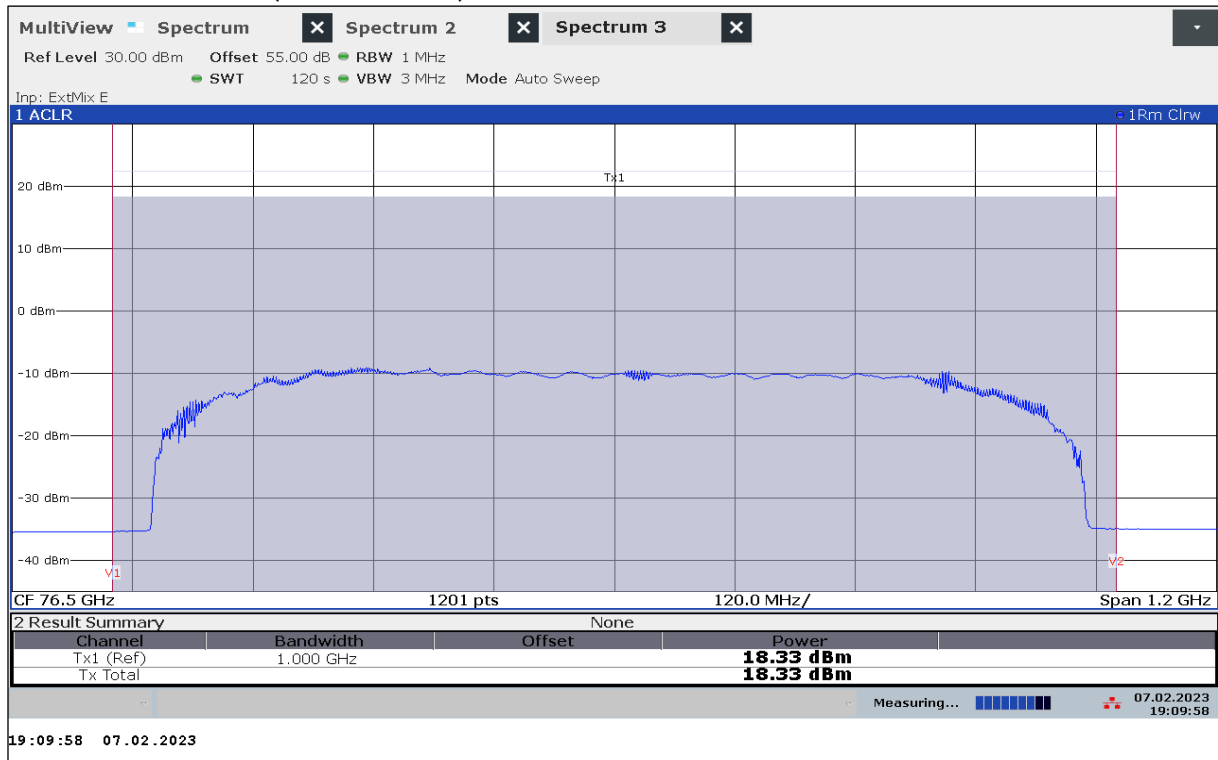 MultiView Spectrum X Spectrum 2 X Spectrum 3 X
Ref Level 30.00 dBm Offset 55.00 dB RBW 1 MHz
SWT 120 s VBW 3 MHz Mode Auto Sweep
Inp: ExtMix E
1 ACLR 1Rm Clrw
Tx1
20 dBm
10 dBm
0 dBm
-10 dBm
-20 dBm
-30 dBm
-40 dBm
V1 V2
CF 76.5 GHz 1201 pts 120.0 MHz/ Span 1.2 GHz
2 Result Summary None
Channel Bandwidth Offset Power
Tx1 (Ref) 1.000 GHz 18.33 dBm
Tx Total 18.33 dBm
Measuring... 07.02.2023
19:09:58
19:09:58 07.02.2023